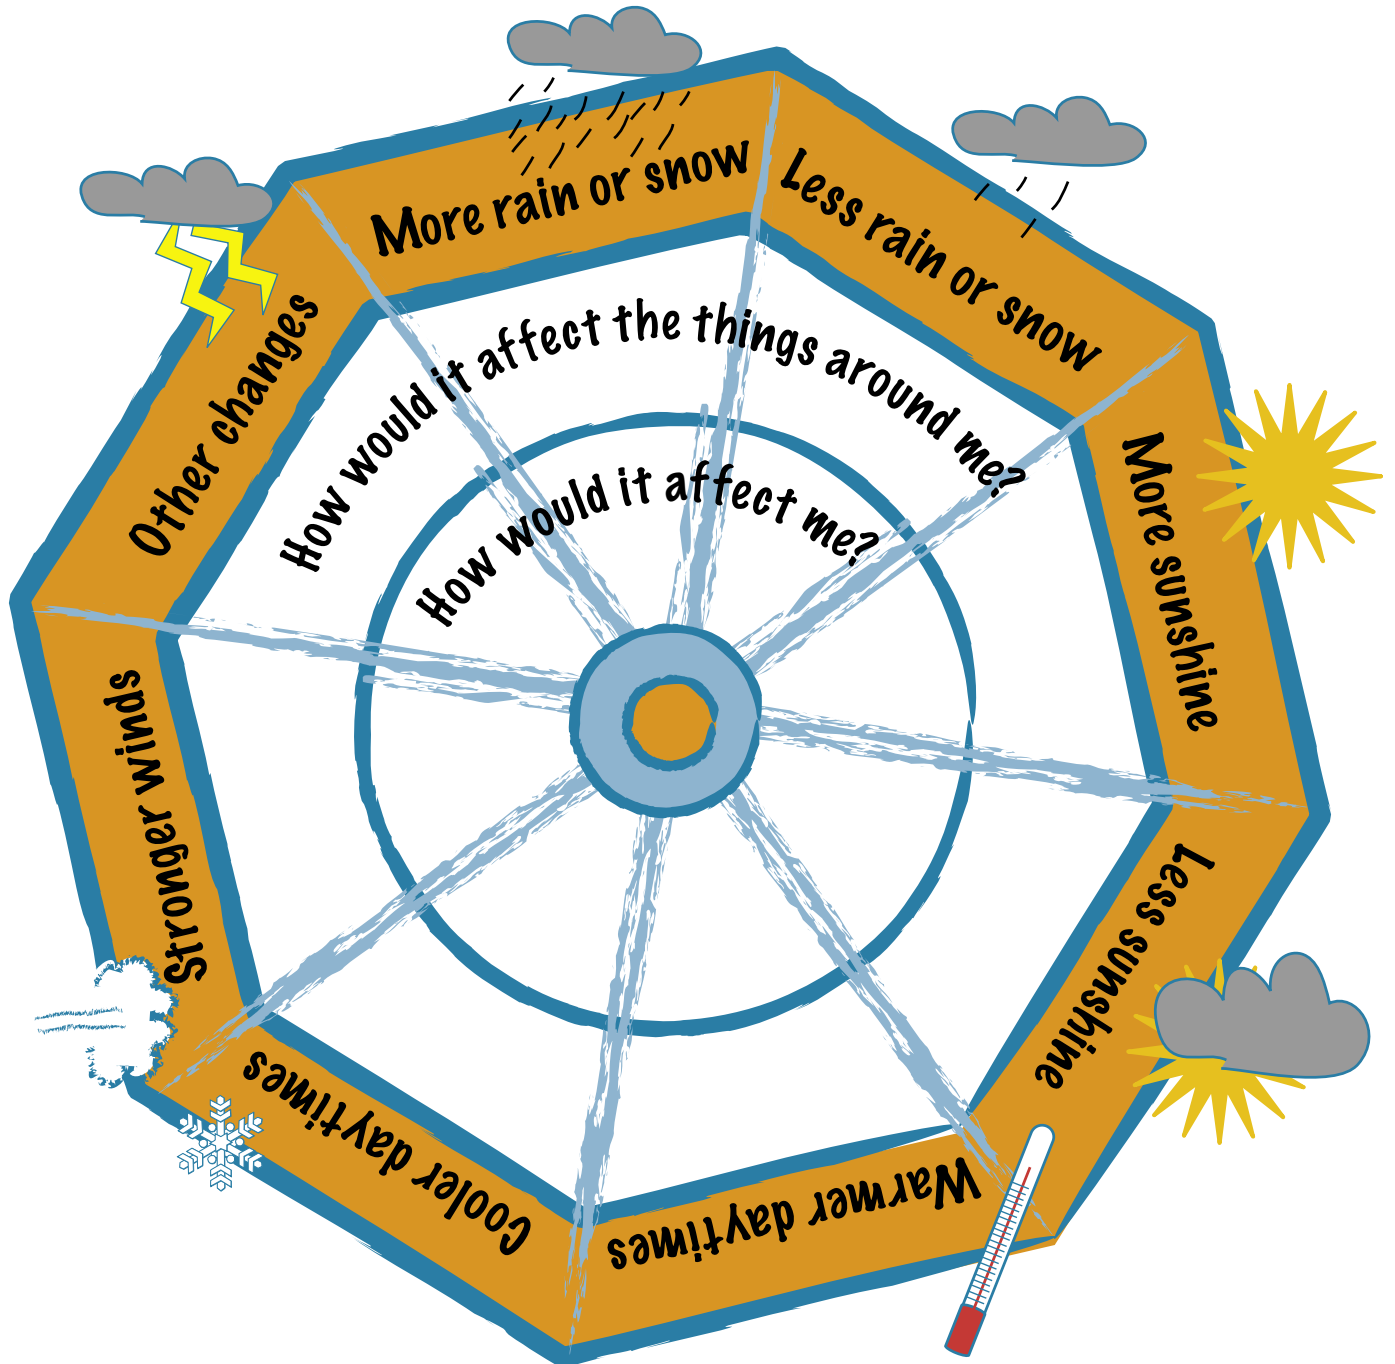 More rain or snow
Less rain or snow
More sunshine
Less sunshine
Warmer daytimes
Cooler daytimes
Stronger winds
Other changes
How would it affect the things around me?
How would it affect me?